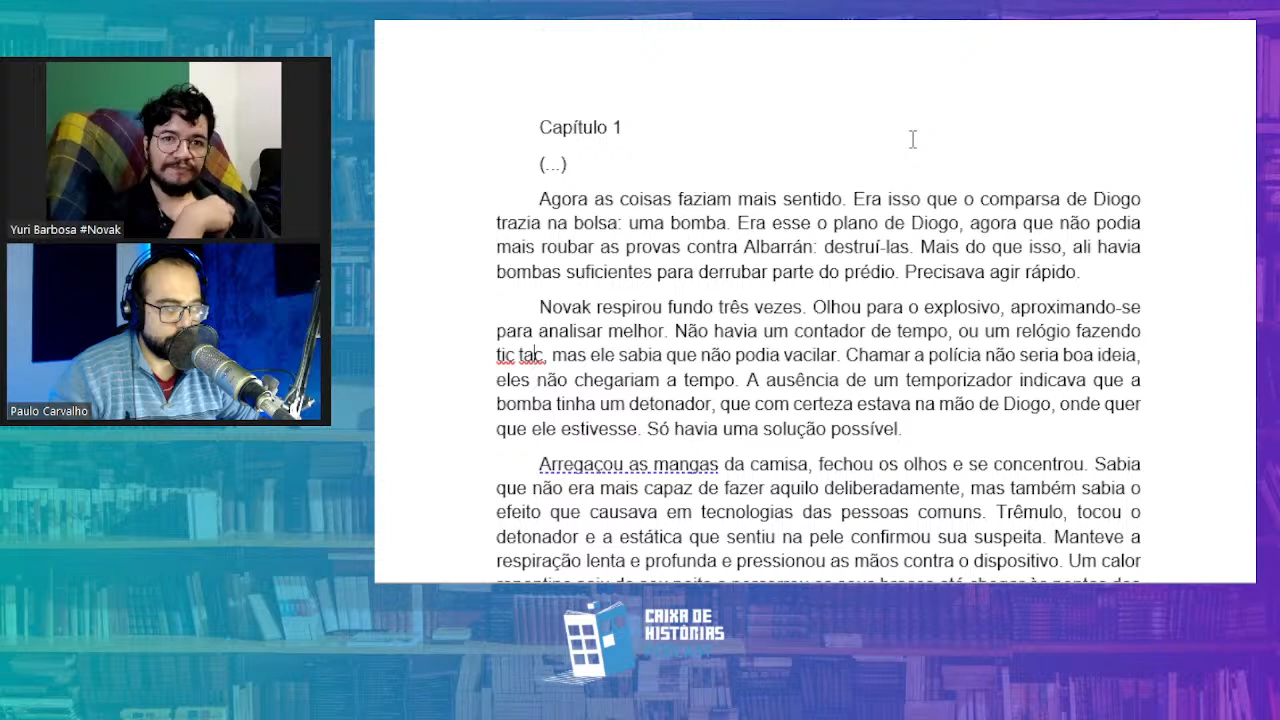 Yuri Barbosa #Novak
Paulo Carvalho
Capítulo 1
(...)
Agora as coisas faziam mais sentido. Era isso que o comparsa de Diogo
trazia na bolsa: uma bomba. Era esse o plano de Diogo, agora que não podia
mais roubar as provas contra Albarrán: destruí-las. Mais do que isso, ali havia
bombas suficientes para derrubar parte do prédio. Precisava agir rápido.
Novak respirou fundo três vezes. Olhou para o explosivo, aproximando-se
para analisar melhor. Não havia um contador de tempo, ou um relógio fazendo
tic tac, mas ele sabia que não podia vacilar. Chamar a polícia não seria boa ideia,
eles não chegariam a tempo. A ausência de um temporizador indicava que a
bomba tinha um detonador, que com certeza estava na mão de Diogo, onde quer
que ele estivesse. Só havia uma solução possível.
Arregaçou as mangas da camisa, fechou os olhos e se concentrou. Sabia
que não era mais capaz de fazer aquilo deliberadamente, mas também sabia o
efeito que causava em tecnologias das pessoas comuns. Trêmulo, tocou o
detonador e a estática que sentiu na pele confirmou sua suspeita. Manteve a
respiração lenta e profunda e pressionou as mãos contra o dispositivo. Um calor
CAIXA DE
HISTÓRIAS